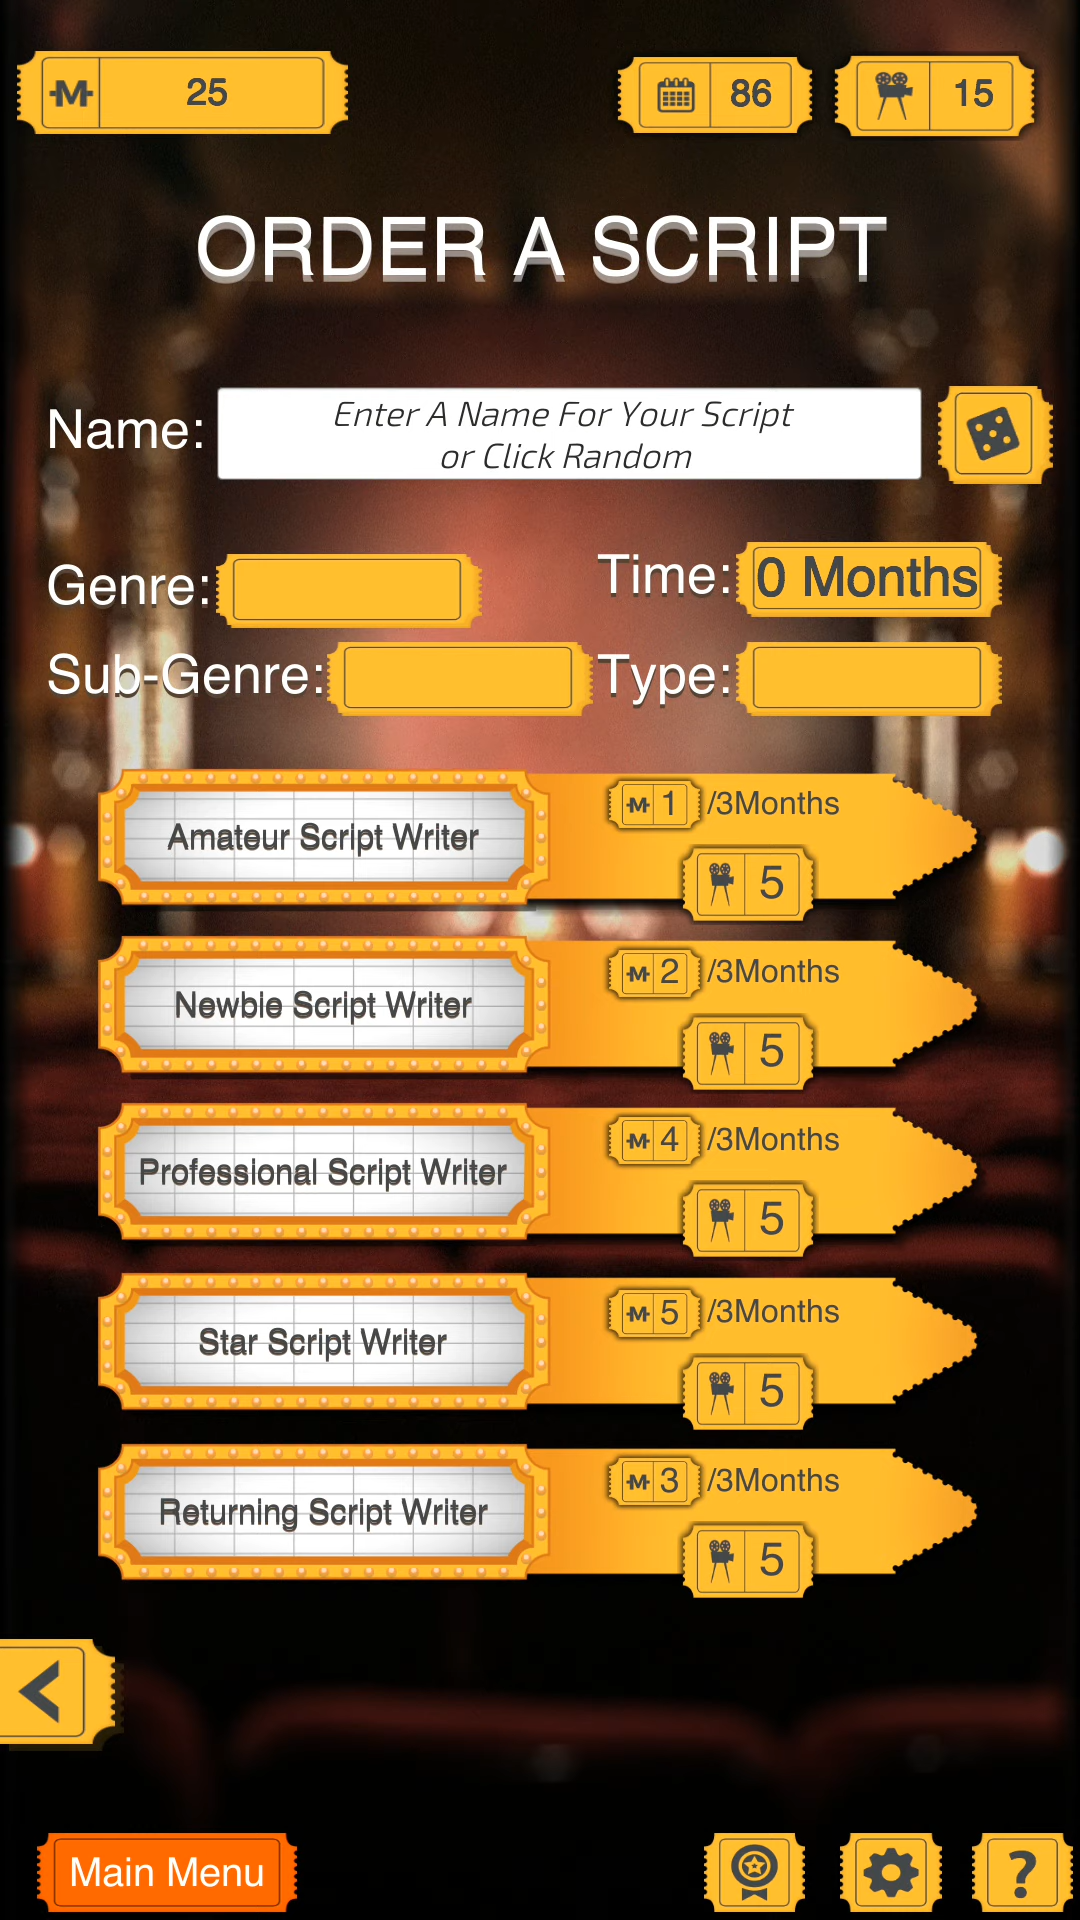 M 25
86
15
ORDER A SCRIPT
Name:
Enter A Name For Your Script
or Click Random
Genre:
Time: 0 Months
Sub-Genre:
Type:
Amateur Script Writer
M 1 /3Months
5
Newbie Script Writer
M 2 /3Months
5
Professional Script Writer
M 4 /3Months
5
Star Script Writer
M 5 /3Months
5
Returning Script Writer
M 3 /3Months
5
Main Menu
?